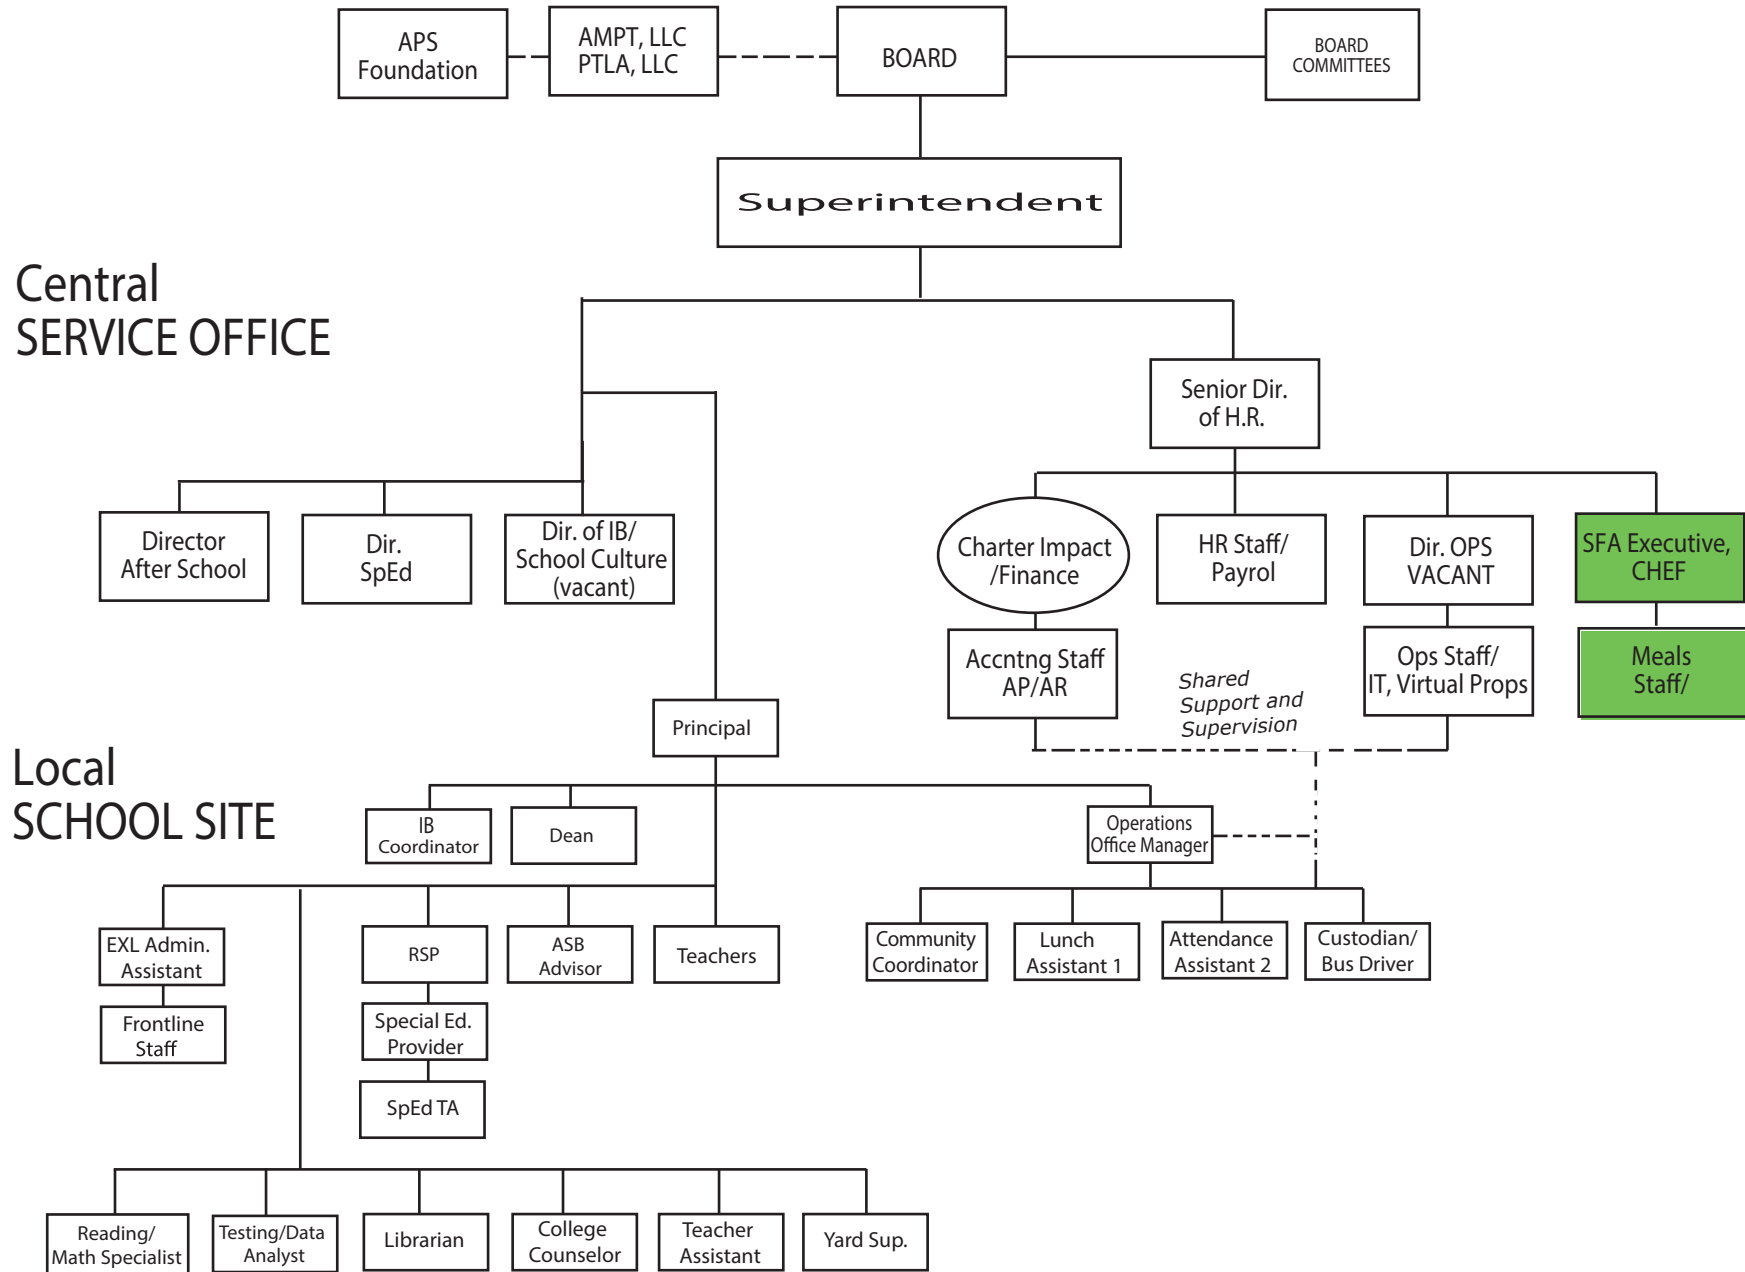 APS
Foundation
AMPT, LLC
PTLA, LLC
BOARD
BOARD
COMMITTEES
Superintendent
Central
SERVICE OFFICE
Senior Dir.
of H.R.
Director
After School
Dir.
SpEd
Dir. of IB/
School Culture
(vacant)
Charter Impact
/Finance
HR Staff/
Payrol
Dir. OPS
VACANT
SFA Executive,
CHEF
Accntng Staff
AP/AR
Shared
Support and
Supervision
Ops Staff/
IT, Virtual Props
Meals
Staff/
Principal
Local
SCHOOL SITE
IB
Coordinator
Dean
Operations
Office Manager
EXL Admin.
Assistant
RSP
ASB
Advisor
Teachers
Community
Coordinator
Lunch
Assistant 1
Attendance
Assistant 2
Custodian/
Bus Driver
Frontline
Staff
Special Ed.
Provider
SpEd TA
Reading/
Math Specialist
Testing/Data
Analyst
Librarian
College
Counselor
Teacher
Assistant
Yard Sup.